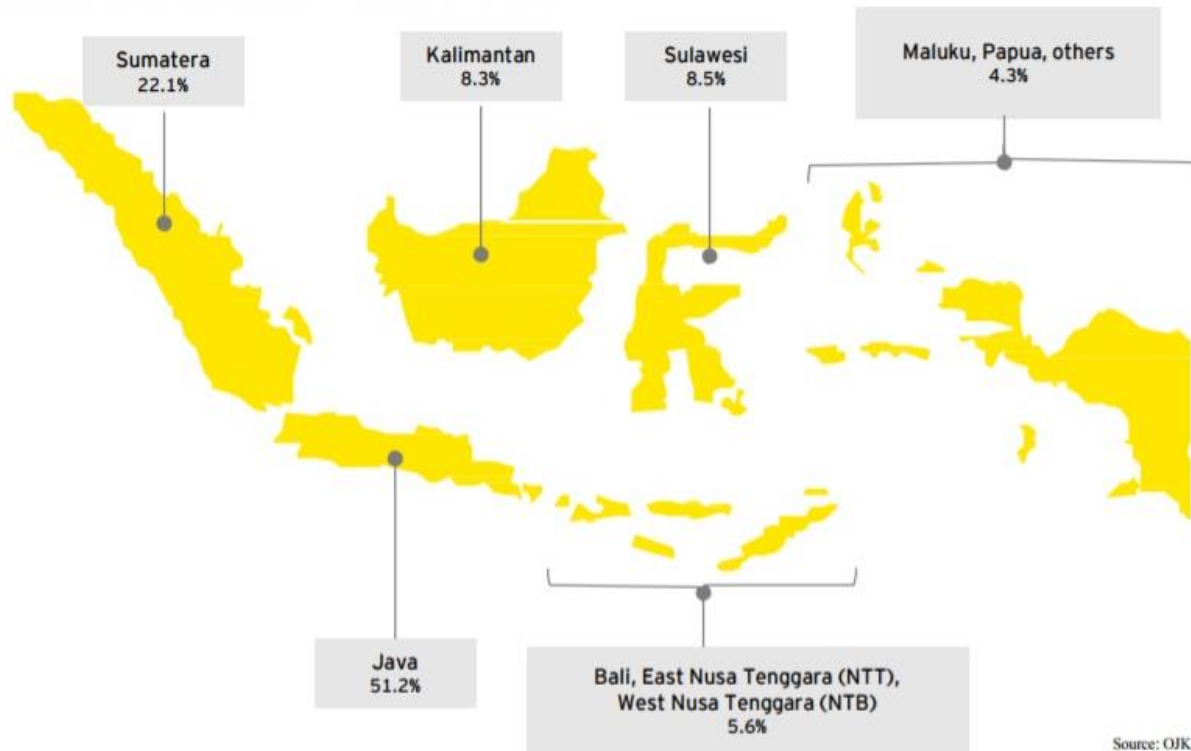 Sumatera
22.1%
Kalimantan
8.3%
Sulawesi
8.5%
Maluku, Papua, others
4.3%
Java
51.2%
Bali, East Nusa Tenggara (NTT),
West Nusa Tenggara (NTB)
5.6%
Source: OJK